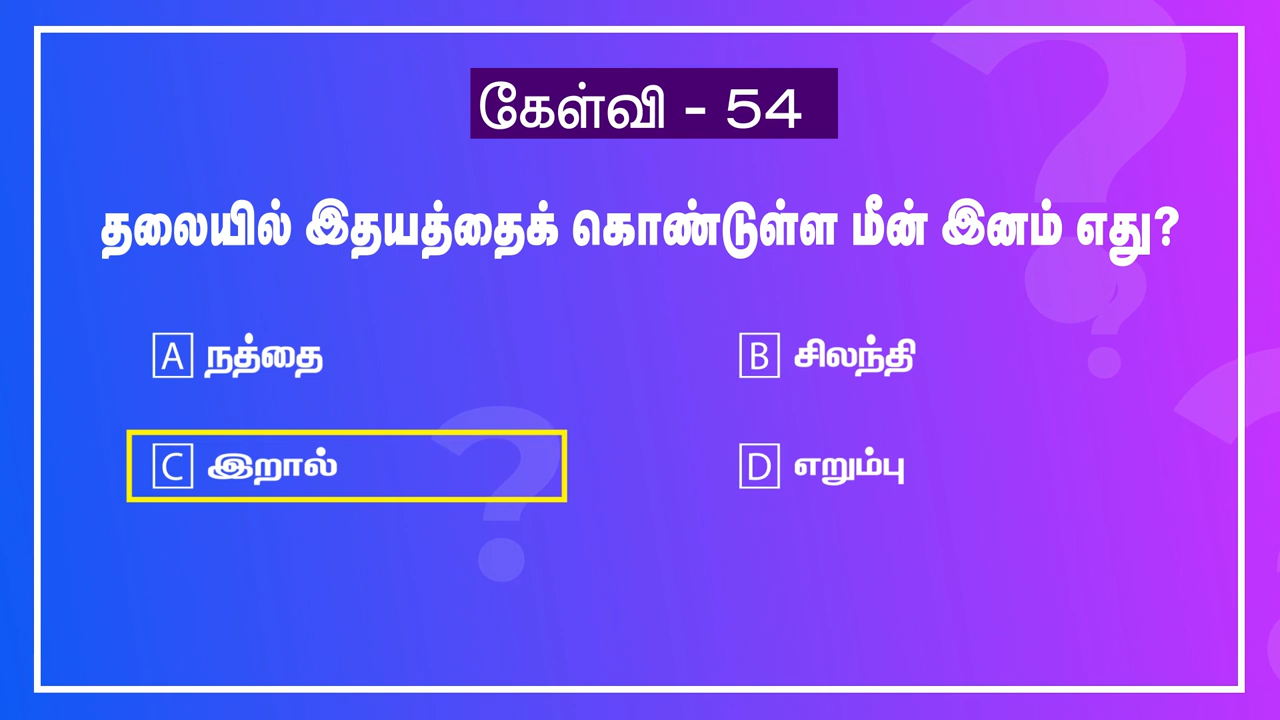 கேள்வி - 54
தலையில் இதயத்தைக் கொண்டுள்ள மீன் இனம் எது?
A நத்தை
B சிலந்தி
C இறால்
D எறும்பு